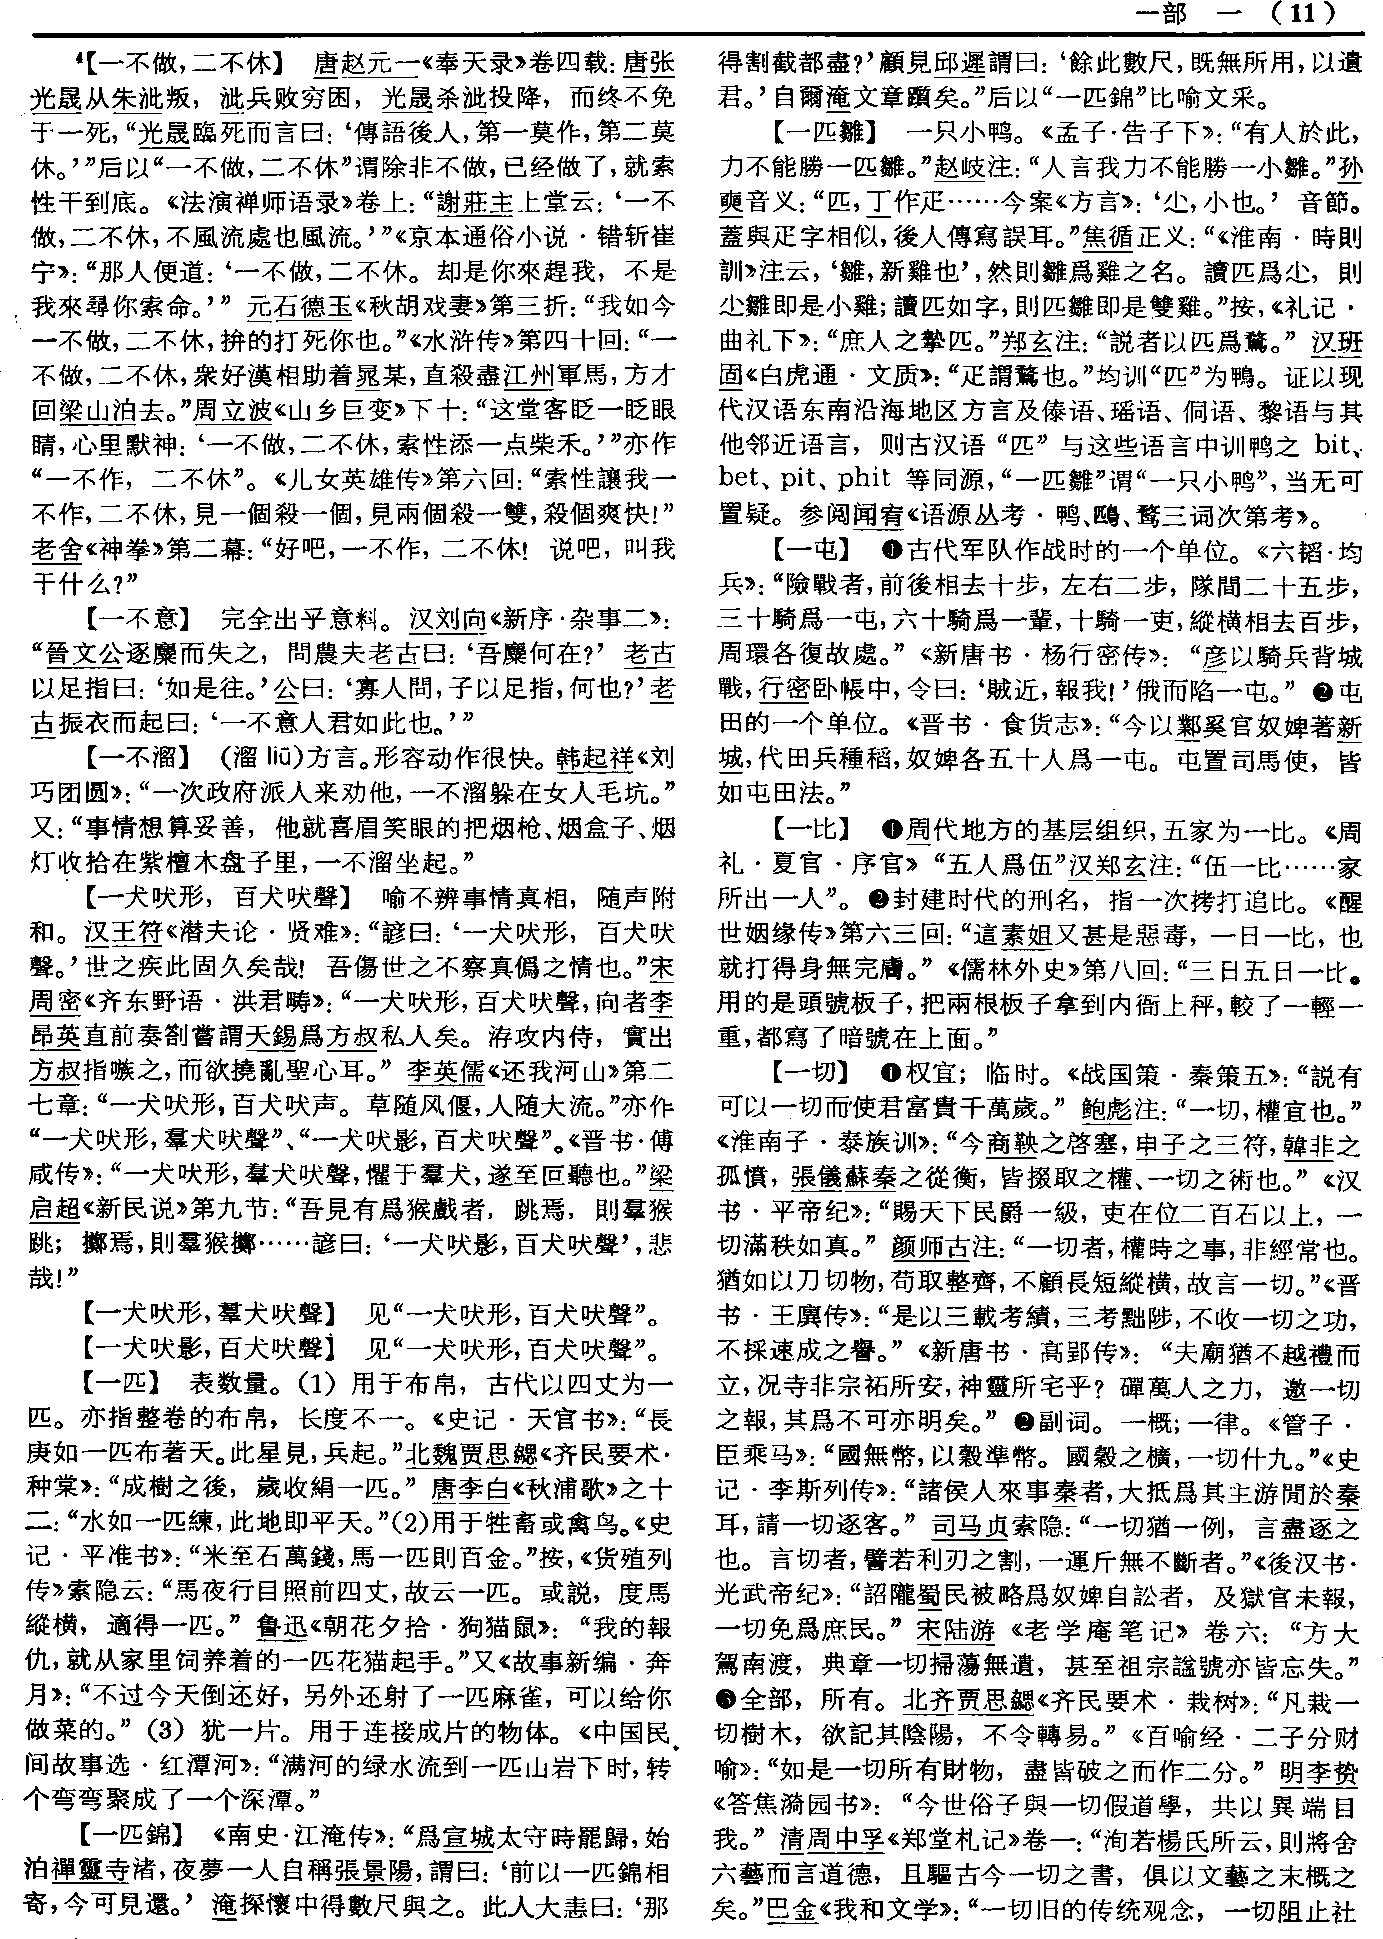 一部　一　（11）
【一不做，二不休】　唐赵元一《奉天录》卷四载：唐张
光晟从朱泚叛，泚兵败穷困，光晟杀泚投降，而终不免
于一死，“光晟臨死而言曰：‘傳語後人，第一莫作，第二莫
休。’”后以“一不做，二不休”谓除非不做，已经做了，就索
性干到底。《法演禅师语录》卷上：“謝莊主上堂云：‘一不
做，二不休，不風流處也風流。’”《京本通俗小说·错斩崔
宁》：“那人便道：‘一不做，二不休。却是你來趕我，不是
我來尋你索命。’”　元石德玉《秋胡戏妻》第三折：“我如今
一不做，二不休，拚的打死你也。”《水浒传》第四十回：“一
不做，二不休，衆好漢相助着晁某，直殺盡江州軍馬，方才
回梁山泊去。”周立波《山乡巨变》下十：“这堂客眨一眨眼
睛，心里默神：‘一不做，二不休，索性添一点柴禾。’”亦作
“一不作，二不休”。《儿女英雄传》第六回：“索性讓我一
不作，二不休，見一個殺一個，見兩個殺一雙，殺個爽快！”
老舍《神拳》第二幕：“好吧，一不作，二不休！说吧，叫我
干什么？”
【一不意】　完全出乎意料。汉刘向《新序·杂事二》：
“晉文公逐麋而失之，問農夫老古曰：‘吾麋何在？’老古
以足指曰：‘如是往。’公曰：‘寡人問，子以足指，何也？’老
古振衣而起曰：‘一不意人君如此也。’”
【一不溜】　（溜 liū）方言。形容动作很快。韩起祥《刘
巧团圆》：“一次政府派人来劝他，一不溜躲在女人毛坑。”
又：“事情想算妥善，他就喜眉笑眼的把烟枪、烟盒子、烟
灯收拾在紫檀木盘子里，一不溜坐起。”
【一犬吠形，百犬吠聲】　喻不辨事情真相，随声附
和。汉王符《潜夫论·贤难》：“諺曰：‘一犬吠形，百犬吠
聲。’世之疾此固久矣哉！吾傷世之不察真僞之情也。”宋
周密《齐东野语·洪君畴》：“一犬吠形，百犬吠聲，向者李
昂英直前奏劄嘗謂天錫爲方叔私人矣。洊攻内侍，實出
方叔指嗾之，而欲撓亂聖心耳。”李英儒《还我河山》第二
七章：“一犬吠形，百犬吠声。草随风偃，人随大流。”亦作
“一犬吠形，羣犬吠聲”、“一犬吠影，百犬吠聲”。《晋书·傅
咸传》：“一犬吠形，羣犬吠聲，懼于羣犬，遂至叵聽也。”梁
启超《新民说》第九节：“吾見有爲猴戲者，跳焉，則羣猴
跳；擲焉，則羣猴擲……諺曰：‘一犬吠影，百犬吠聲’，悲
哉！”
【一犬吠形，羣犬吠聲】　见“一犬吠形，百犬吠聲”。
【一犬吠影，百犬吠聲】　见“一犬吠形，百犬吠聲”。
【一匹】　表数量。（1）用于布帛，古代以四丈为一
匹。亦指整卷的布帛，长度不一。《史记·天官书》：“長
庚如一匹布著天。此星見，兵起。”北魏贾思勰《齐民要术·
种棠》：“成樹之後，歲收絹一匹。”唐李白《秋浦歌》之十
二：“水如一匹練，此地即平天。”（2）用于牲畜或禽鸟。《史
记·平准书》：“米至石萬錢，馬一匹則百金。”按，《货殖列
传》索隐云：“馬夜行目照前四丈，故云一匹。或説，度馬
縱横，適得一匹。”鲁迅《朝花夕拾·狗猫鼠》：“我的報
仇，就从家里饲养着的一匹花猫起手。”又《故事新编·奔
月》：“不过今天倒还好，另外还射了一匹麻雀，可以给你
做菜的。”（3）犹一片。用于连接成片的物体。《中国民
间故事选·红潭河》：“满河的绿水流到一匹山岩下时，转
个弯弯聚成了一个深潭。”
【一匹錦】　《南史·江淹传》：“爲宣城太守時罷歸，始
泊禪靈寺渚，夜夢一人自稱張景陽，謂曰：‘前以一匹錦相
寄，今可見還。’淹探懷中得數尺與之。此人大恚曰：‘那
得割截都盡？’顧見邱遲謂曰：‘餘此數尺，既無所用，以遺
君。’自爾淹文章躓矣。”后以“一匹錦”比喻文采。
【一匹雛】　一只小鸭。《孟子·告子下》：“有人於此，
力不能勝一匹雛。”赵岐注：“人言我力不能勝一小雛。”孙
奭音义：“匹，丁作疋……今案《方言》：‘尐，小也。’音節。
蓋與疋字相似，後人傳寫誤耳。”焦循正义：“《淮南·時則
訓》注云，‘雛，新雞也’，然則雛爲雞之名。讀匹爲尐，則
尐雛即是小雞；讀匹如字，則匹雛即是雙雞。”按，《礼记·
曲礼下》：“庶人之摯匹。”郑玄注：“説者以匹爲鶩。”汉班
固《白虎通·文质》：“疋謂鶩也。”均训“匹”为鴨。证以现
代汉语东南沿海地区方言及傣语、瑶语、侗语、黎语与其
他邻近语言，则古汉语“匹”与这些语言中训鸭之 bit、
bet、pit、phit 等同源，“一匹雛”谓“一只小鸭”，当无可
置疑。参阅闻宥《语源丛考·鸭、鷗、鹜三词次第考》。
【一屯】　❶古代军队作战时的一个单位。《六韬·均
兵》：“險戰者，前後相去十步，左右二步，隊間二十五步，
三十騎爲一屯，六十騎爲一輩，十騎一吏，縱横相去百步，
周環各復故處。”《新唐书·杨行密传》：“彦以騎兵背城
戰，行密卧帳中，令曰：‘賊近，報我！’俄而陷一屯。”❷屯
田的一个单位。《晋书·食货志》：“今以鄴奚官奴婢著新
城，代田兵種稻，奴婢各五十人爲一屯。屯置司馬使，皆
如屯田法。”
【一比】　❶周代地方的基层组织，五家为一比。《周
礼·夏官·序官》“五人爲伍”汉郑玄注：“伍一比……家
所出一人”。❷封建时代的刑名，指一次拷打追比。《醒
世姻缘传》第六三回：“這素姐又甚是惡毒，一日一比，也
就打得身無完膚。”《儒林外史》第八回：“三日五日一比。
用的是頭號板子，把兩根板子拿到内衙上秤，較了一輕一
重，都寫了暗號在上面。”
【一切】　❶权宜；临时。《战国策·秦策五》：“説有
可以一切而使君富貴千萬歲。”鲍彪注：“一切，權宜也。”
《淮南子·泰族训》：“今商鞅之啓塞，申子之三符，韓非之
孤憤，張儀蘇秦之從衡，皆掇取之權、一切之術也。”《汉
书·平帝纪》：“賜天下民爵一級，吏在位二百石以上，一
切滿秩如真。”颜师古注：“一切者，權時之事，非經常也。
猶如以刀切物，苟取整齊，不顧長短縱横，故言一切。”《晋
书·王廙传》：“是以三載考績，三考黜陟，不收一切之功，
不採速成之譽。”《新唐书·高郢传》：“夫廟猶不越禮而
立，况寺非宗祏所安，神靈所宅乎？殫萬人之力，邀一切
之報，其爲不可亦明矣。”❷副词。一概；一律。《管子·
臣乘马》：“國無幣，以穀準幣。國穀之櫎，一切什九。”《史
记·李斯列传》：“諸侯人來事秦者，大抵爲其主游閒於秦
耳，請一切逐客。”司马贞索隐：“一切猶一例，言盡逐之
也。言切者，譬若利刃之割，一運斤無不斷者。”《後汉书·
光武帝纪》：“詔隴蜀民被略爲奴婢自訟者，及獄官未報，
一切免爲庶民。”宋陆游《老学庵笔记》卷六：“方大
駕南渡，典章一切掃蕩無遺，甚至祖宗謚號亦皆忘失。”
❸全部，所有。北齐贾思勰《齐民要术·栽树》：“凡栽一
切樹木，欲記其陰陽，不令轉易。”《百喻经·二子分财
喻》：“如是一切所有財物，盡皆破之而作二分。”明李贽
《答焦漪园书》：“今世俗子與一切假道學，共以異端目
我。”清周中孚《郑堂札记》卷一：“洵若楊氏所云，則將舍
六藝而言道德，且驅古今一切之書，俱以文藝之末概之
矣。”巴金《我和文学》：“一切旧的传统观念，一切阻止社